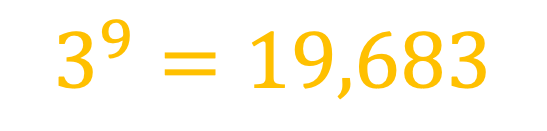 3⁹ = 19,683